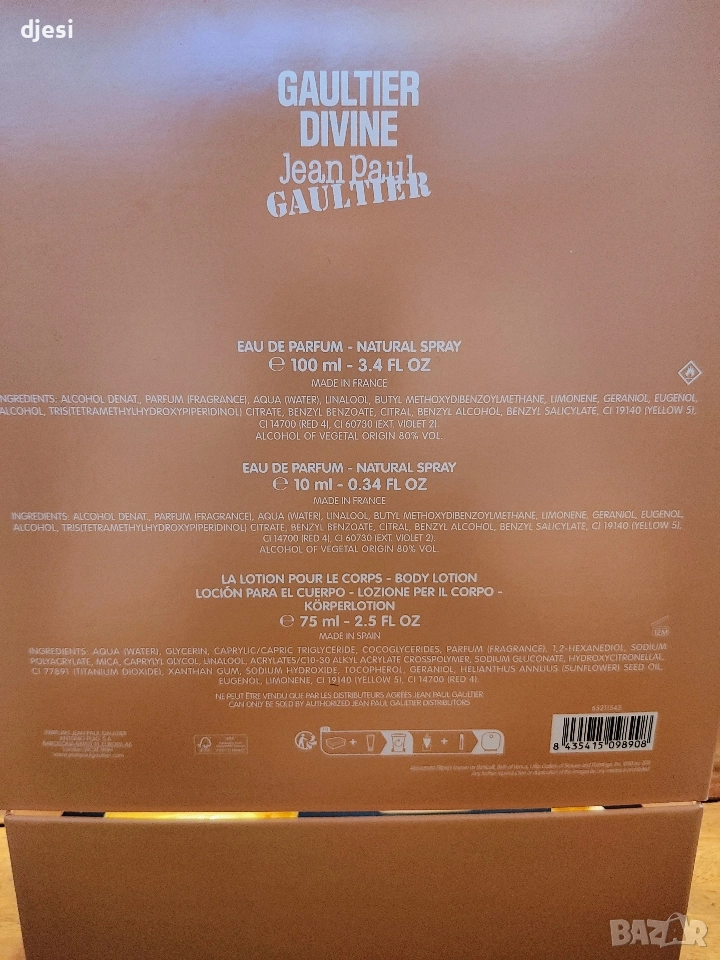 djesi
GAULTIER
DIVINE
Jean Paul
GAULTIER
EAU DE PARFUM - NATURAL SPRAY
℮ 100 ml - 3.4 FL OZ
MADE IN FRANCE
INGREDIENTS: ALCOHOL DENAT., PARFUM (FRAGRANCE), AQUA (WATER), LINALOOL, BUTYL METHOXYDIBENZOYLMETHANE, LIMONENE, GERANIOL, EUGENOL,
ALCOHOL, TRIS(TETRAMETHYLHYDROXYPIPERIDINOL) CITRATE, BENZYL BENZOATE, CITRAL, BENZYL ALCOHOL, BENZYL SALICYLATE, CI 19140 (YELLOW 5),
CI 14700 (RED 4), CI 60730 (EXT. VIOLET 2).
ALCOHOL OF VEGETAL ORIGIN 80% VOL.
EAU DE PARFUM - NATURAL SPRAY
℮ 10 ml - 0.34 FL OZ
MADE IN FRANCE
INGREDIENTS: ALCOHOL DENAT., PARFUM (FRAGRANCE), AQUA (WATER), LINALOOL, BUTYL METHOXYDIBENZOYLMETHANE, LIMONENE, GERANIOL, EUGENOL,
ALCOHOL, TRIS(TETRAMETHYLHYDROXYPIPERIDINOL) CITRATE, BENZYL BENZOATE, CITRAL, BENZYL ALCOHOL, BENZYL SALICYLATE, CI 19140 (YELLOW 5),
CI 14700 (RED 4), CI 60730 (EXT. VIOLET 2).
ALCOHOL OF VEGETAL ORIGIN 80% VOL.
LA LOTION POUR LE CORPS - BODY LOTION
LOCIÓN PARA EL CUERPO - LOZIONE PER IL CORPO -
KÖRPERLOTION
℮ 75 ml - 2.5 FL OZ
MADE IN SPAIN
12M
INGREDIENTS: AQUA (WATER), GLYCERIN, CAPRYLIC/CAPRIC TRIGLYCERIDE, COCOGLYCERIDES, PARFUM (FRAGRANCE), 1,2-HEXANEDIOL, SODIUM
POLYACRYLATE, MICA, CAPRYLYL GLYCOL, LINALOOL, ACRYLATES/C10-30 ALKYL ACRYLATE CROSSPOLYMER, SODIUM GLUCONATE, HYDROXYCITRONELLAL,
CI 77891 (TITANIUM DIOXIDE), XANTHAN GUM, SODIUM HYDROXIDE, TOCOPHEROL, GERANIOL, HELIANTHUS ANNUUS (SUNFLOWER) SEED OIL,
EUGENOL, LIMONENE, CI 19140 (YELLOW 5), CI 14700 (RED 4).
NE PEUT ÊTRE VENDU QUE PAR LES DISTRIBUTEURS AGRÉÉS JEAN PAUL GAULTIER
CAN ONLY BE SOLD BY AUTHORIZED JEAN PAUL GAULTIER DISTRIBUTORS
PARFUMS JEAN PAUL GAULTIER
FSC
8 435415 098908
BAZAR